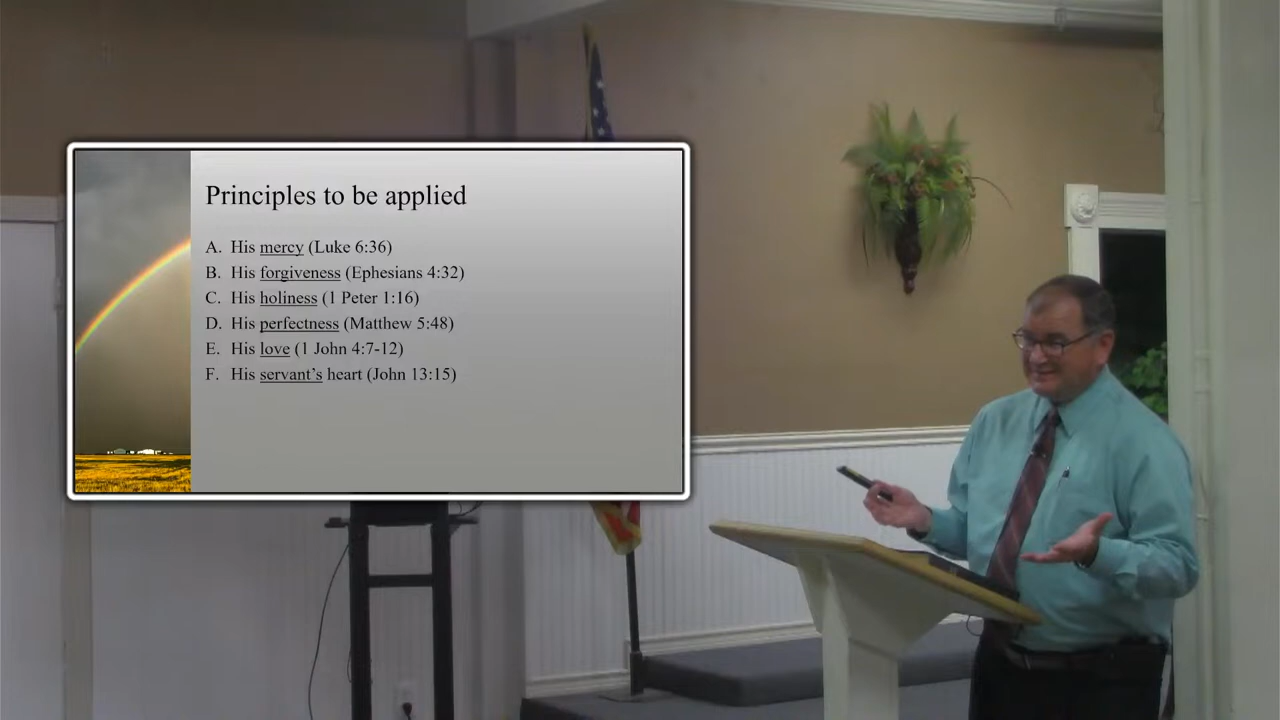 Principles to be applied
A. His mercy (Luke 6:36)
B. His forgiveness (Ephesians 4:32)
C. His holiness (1 Peter 1:16)
D. His perfectness (Matthew 5:48)
E. His love (1 John 4:7-12)
F. His servant’s heart (John 13:15)